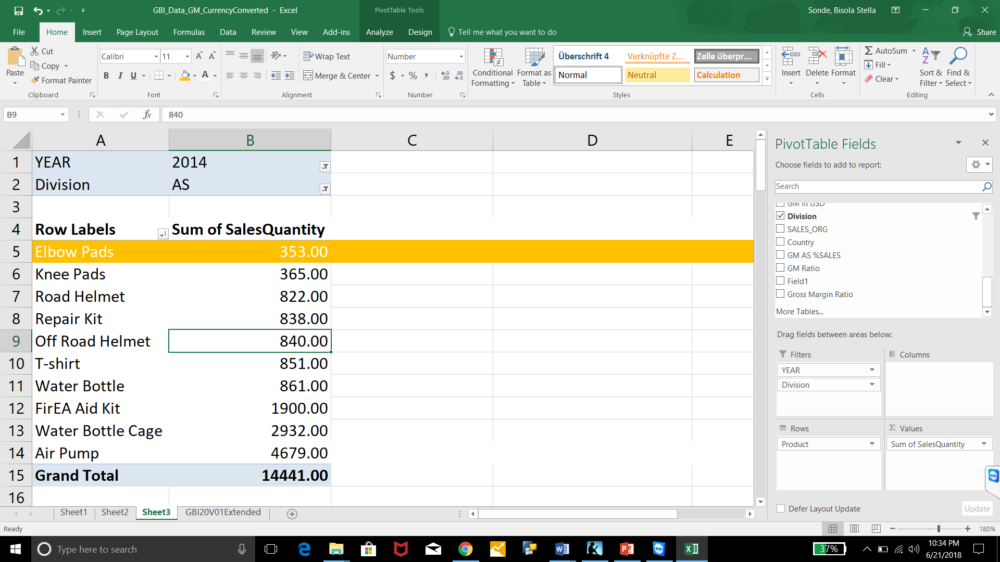 GBI_Data_GM_CurrencyConverted - Excel
PivotTable Tools
Sonde, Bisola Stella
File Home Insert Page Layout Formulas Data Review View Add-ins Analyze Design Tell me what you want to do Share
Paste
Cut
Copy
Format Painter
Clipboard
Calibri 11
B I U A
Font
Wrap Text
Merge & Center
Alignment
Number
$ % ,
Number
Conditional Formatting
Format as Table
Überschrift 4 Verknüpfte Z... Zelle überpr...
Normal Neutral Calculation
Styles
Insert Delete Format
Cells
AutoSum
Fill
Clear
Sort & Filter
Find & Select
Editing
B9 fx 840
A B C D E
1 YEAR 2014
2 Division AS
3
4 Row Labels Sum of SalesQuantity
5 Elbow Pads 353.00
6 Knee Pads 365.00
7 Road Helmet 822.00
8 Repair Kit 838.00
9 Off Road Helmet 840.00
10 T-shirt 851.00
11 Water Bottle 861.00
12 FirEA Aid Kit 1900.00
13 Water Bottle Cage 2932.00
14 Air Pump 4679.00
15 Grand Total 14441.00
16
PivotTable Fields
Choose fields to add to report:
Search
GM in USD
Division
SALES_ORG
Country
GM AS %SALES
GM Ratio
Field1
Gross Margin Ratio
More Tables...
Drag fields between areas below:
Filters
YEAR
Division
Columns
Rows
Product
Values
Sum of SalesQuantity
Defer Layout Update
Update
Sheet1 Sheet2 Sheet3 GBI20V01Extended
Ready
180%
Type here to search
37%
10:34 PM
6/21/2018